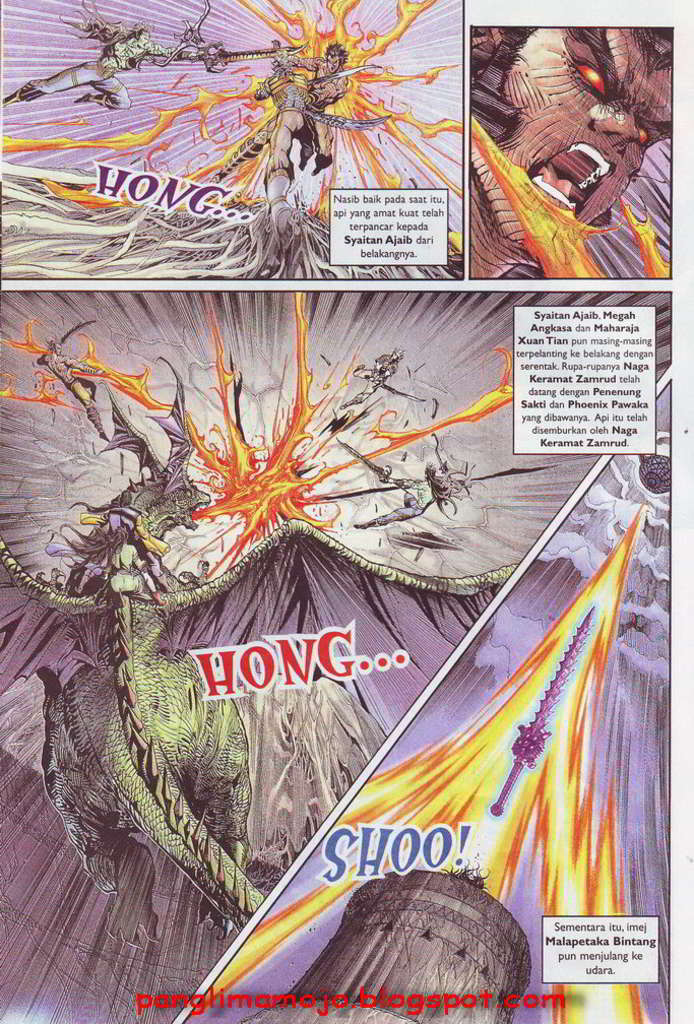 HONG...
Nasib baik pada saat itu,
api yang amat kuat telah
terpancar kepada
Syaitan Ajaib dari
belakangnya.
Syaitan Ajaib, Megah
Angkasa dan Maharaja
Xuan Tian pun masing-masing
terpelanting ke belakang dengan
serentak. Rupa-rupanya Naga
Keramat Zamrud telah
datang dengan Penenung
Sakti dan Phoenix Pawaka
yang dibawanya. Api itu telah
disemburkan oleh Naga
Keramat Zamrud.
HONG...
SHOO!
Sementara itu, imej
Malapetaka Bintang
pun menjulang ke
udara.
panglimamojo.blogspot.com